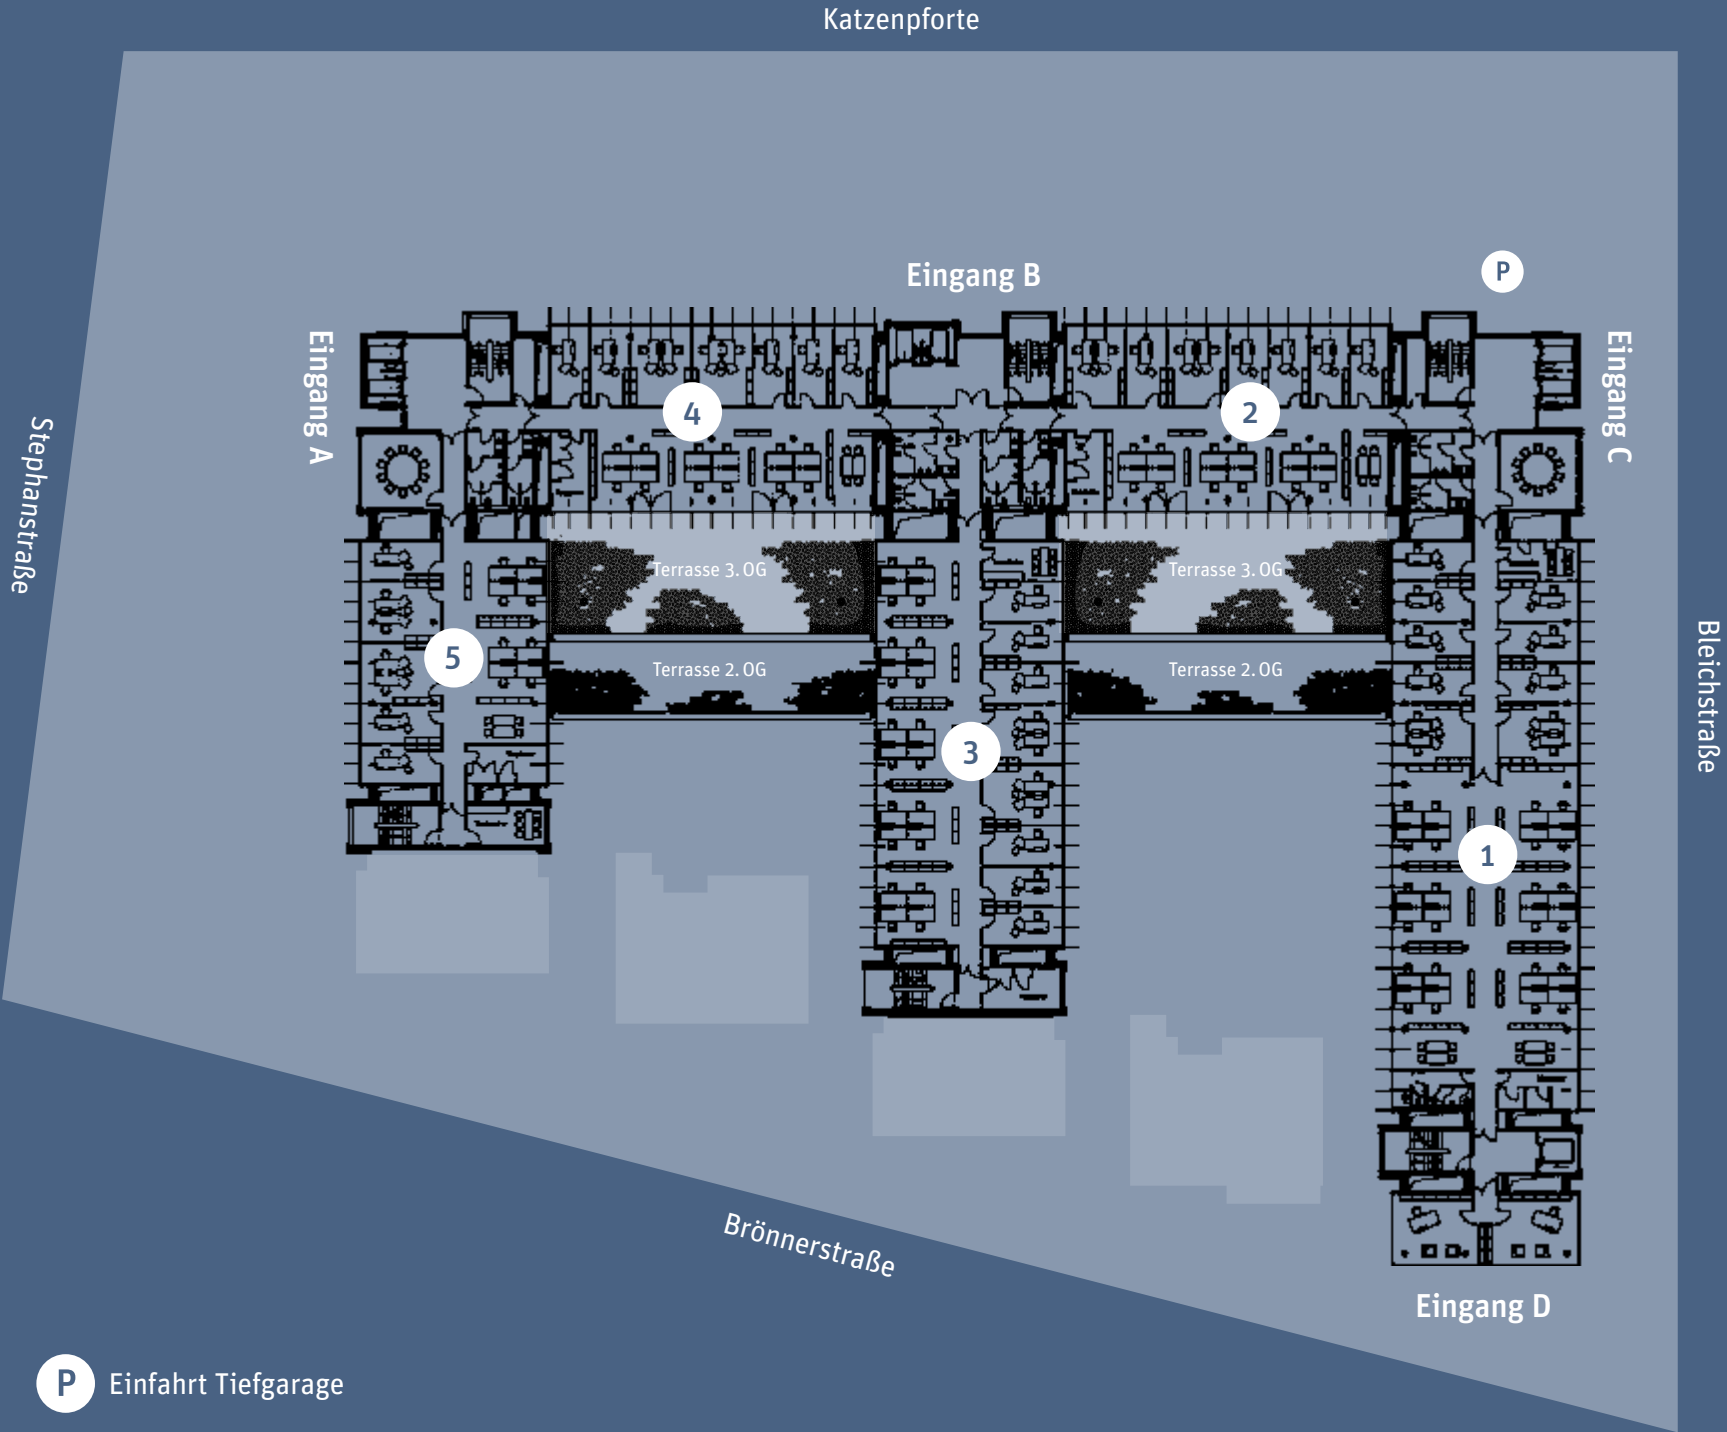 Katzenpforte
Eingang B
P
Eingang A
Eingang C
4
2
Stephanstraße
Terrasse 3. OG
Terrasse 3. OG
5
Terrasse 2. OG
Terrasse 2. OG
Bleichstraße
3
1
Brönnerstraße
Eingang D
P Einfahrt Tiefgarage